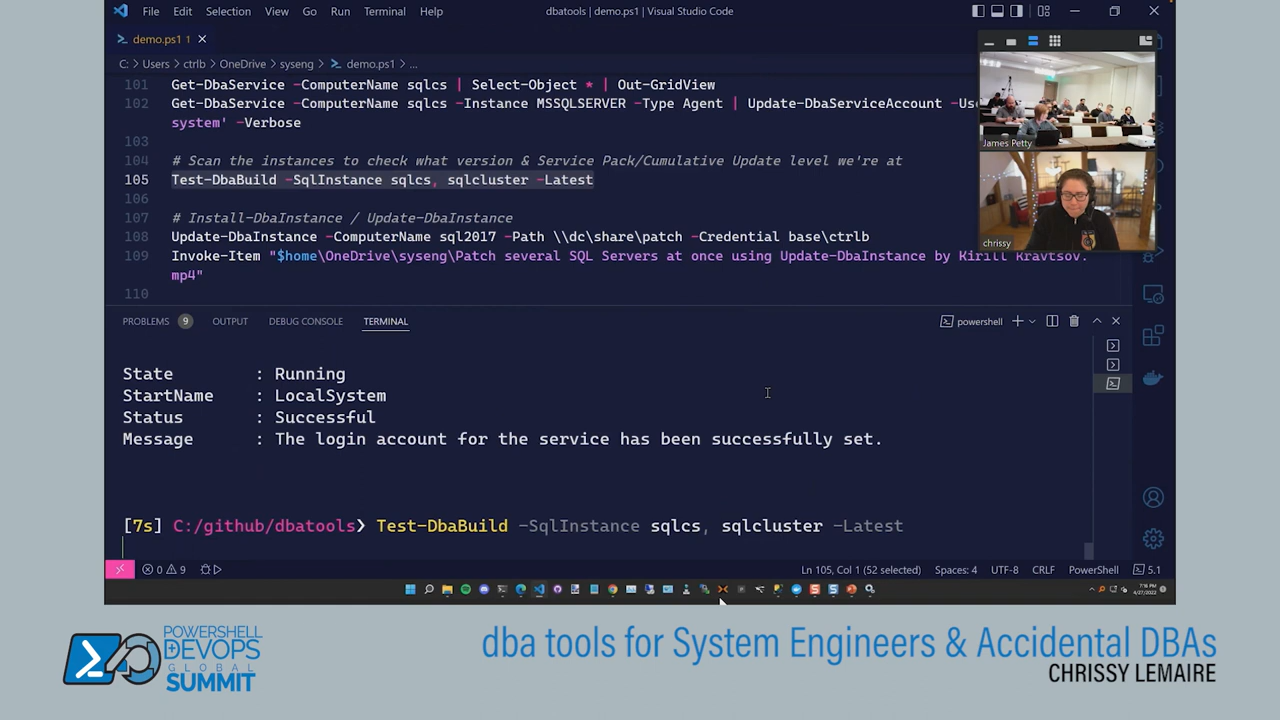 File Edit Selection View Go Run Terminal Help
dbatools | demo.ps1 | Visual Studio Code
demo.ps1 1
C: > Users > ctrlb > OneDrive > syseng > demo.ps1 > ...
101 Get-DbaService -ComputerName sqlcs | Select-Object * | Out-GridView
102 Get-DbaService -ComputerName sqlcs -Instance MSSQLSERVER -Type Agent | Update-DbaServiceAccount
system' -Verbose
103
104 # Scan the instances to check what version & Service Pack/Cumulative Update level we're at
105 Test-DbaBuild -SqlInstance sqlcs, sqlcluster -Latest
106
107 # Install-DbaInstance / Update-DbaInstance
108 Update-DbaInstance -ComputerName sql2017 -Path \\dc\share\patch -Credential base\ctrlb
109 Invoke-Item "$home\OneDrive\syseng\Patch several SQL Servers at once using Update-DbaInstance by Kirill Kravtsov.
mp4"
110
James Petty
chrissy
PROBLEMS 9 OUTPUT DEBUG CONSOLE TERMINAL
powershell
State : Running
StartName : LocalSystem
Status : Successful
Message : The login account for the service has been successfully set.
[7s] C:/github/dbatools❯ Test-DbaBuild -SqlInstance sqlcs, sqlcluster -Latest
0 9
Ln 105, Col 1 (52 selected) Spaces: 4 UTF-8 CRLF PowerShell 5.1
4/27/2022
POWERSHELL
DEVOPS
GLOBAL
SUMMIT
dba tools for System Engineers & Accidental DBAs
CHRISSY LEMAIRE